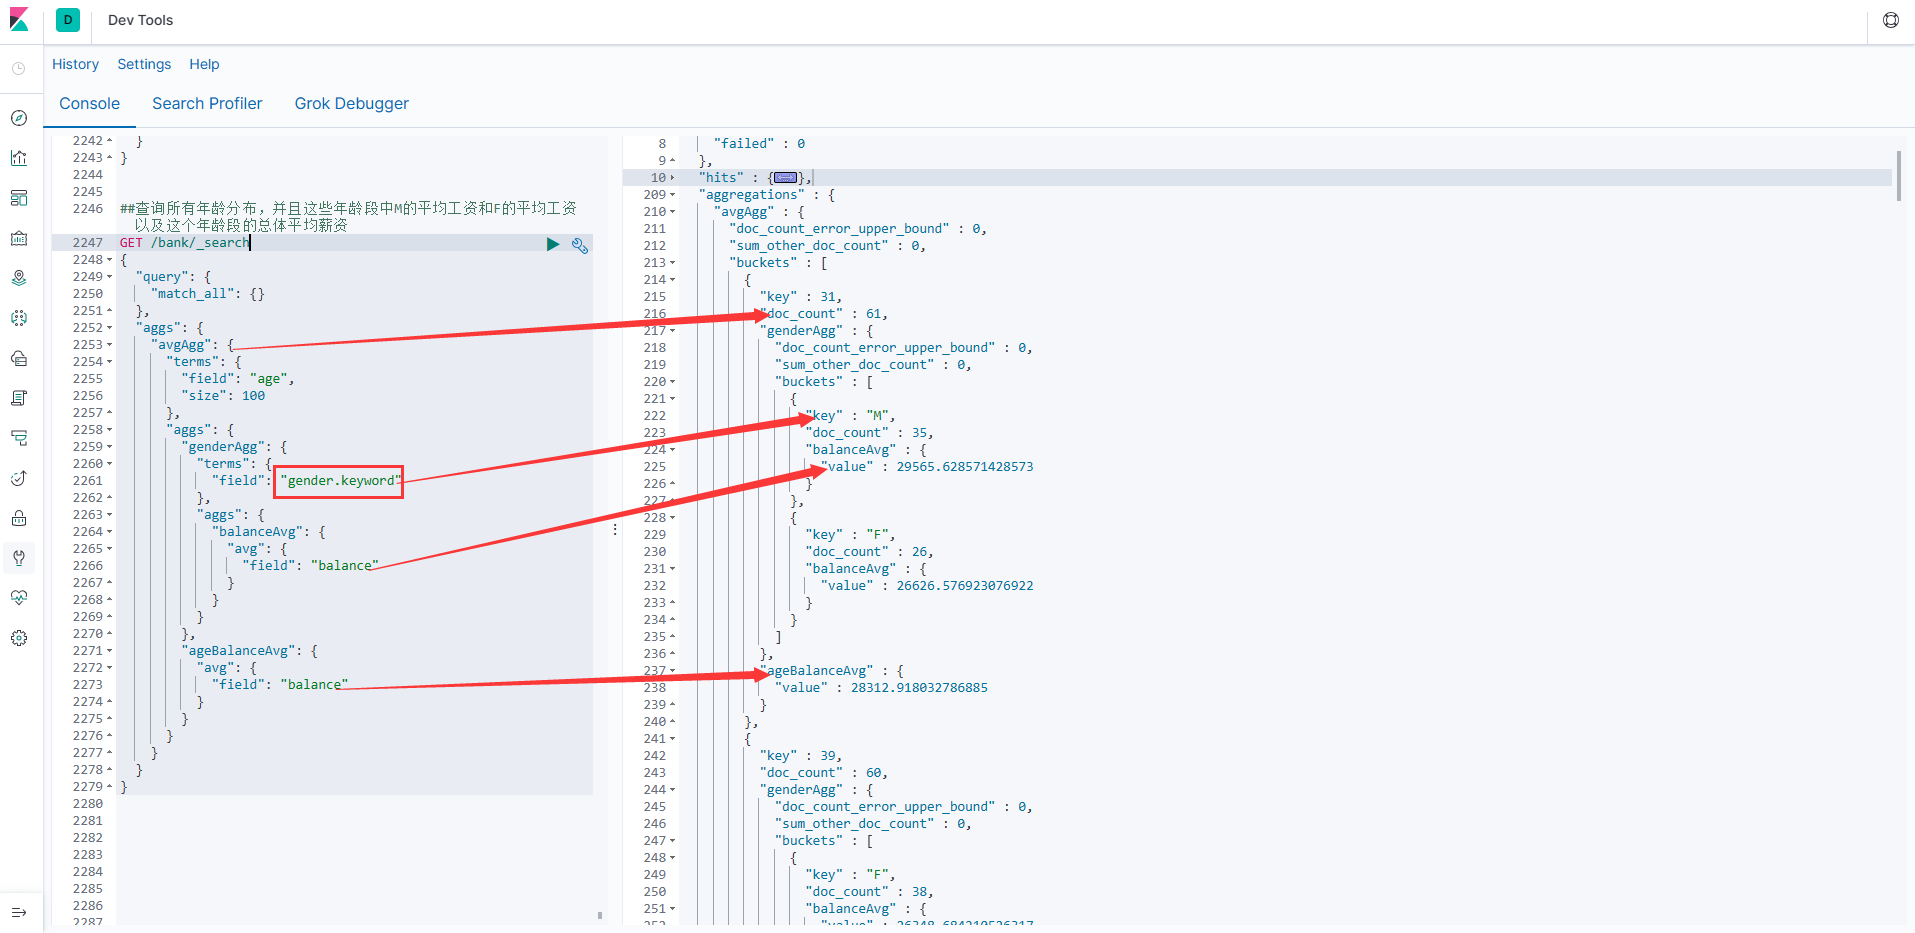 D Dev Tools
History Settings Help
Console Search Profiler Grok Debugger
2242 }
2243 }
2244
2245
2246 ##查询所有年龄分布，并且这些年龄段中M的平均工资和F的平均工资
以及这个年龄段的总体平均薪资
2247 GET /bank/_search
2248 {
2249 "query": {
2250 "match_all": {}
2251 },
2252 "aggs": {
2253 "avgAgg": {
2254 "terms": {
2255 "field": "age",
2256 "size": 100
2257 },
2258 "aggs": {
2259 "genderAgg": {
2260 "terms": {
2261 "field": "gender.keyword"
2262 },
2263 "aggs": {
2264 "balanceAvg": {
2265 "avg": {
2266 "field": "balance"
2267 }
2268 }
2269 }
2270 },
2271 "ageBalanceAvg": {
2272 "avg": {
2273 "field": "balance"
2274 }
2275 }
2276 }
2277 }
2278 }
2279 }
2280
2281
2282
2283
2284
2285
2286
2287
8 "failed" : 0
9 },
10 "hits" : {},
209 "aggregations" : {
210 "avgAgg" : {
211 "doc_count_error_upper_bound" : 0,
212 "sum_other_doc_count" : 0,
213 "buckets" : [
214 {
215 "key" : 31,
216 "doc_count" : 61,
217 "genderAgg" : {
218 "doc_count_error_upper_bound" : 0,
219 "sum_other_doc_count" : 0,
220 "buckets" : [
221 {
222 "key" : "M",
223 "doc_count" : 35,
224 "balanceAvg" : {
225 "value" : 29565.628571428573
226 }
227 },
228 {
229 "key" : "F",
230 "doc_count" : 26,
231 "balanceAvg" : {
232 "value" : 26626.576923076922
233 }
234 }
235 ]
236 },
237 "ageBalanceAvg" : {
238 "value" : 28312.918032786885
239 }
240 },
241 {
242 "key" : 39,
243 "doc_count" : 60,
244 "genderAgg" : {
245 "doc_count_error_upper_bound" : 0,
246 "sum_other_doc_count" : 0,
247 "buckets" : [
248 {
249 "key" : "F",
250 "doc_count" : 38,
251 "balanceAvg" : {
252 "value" : 26348.684210526317